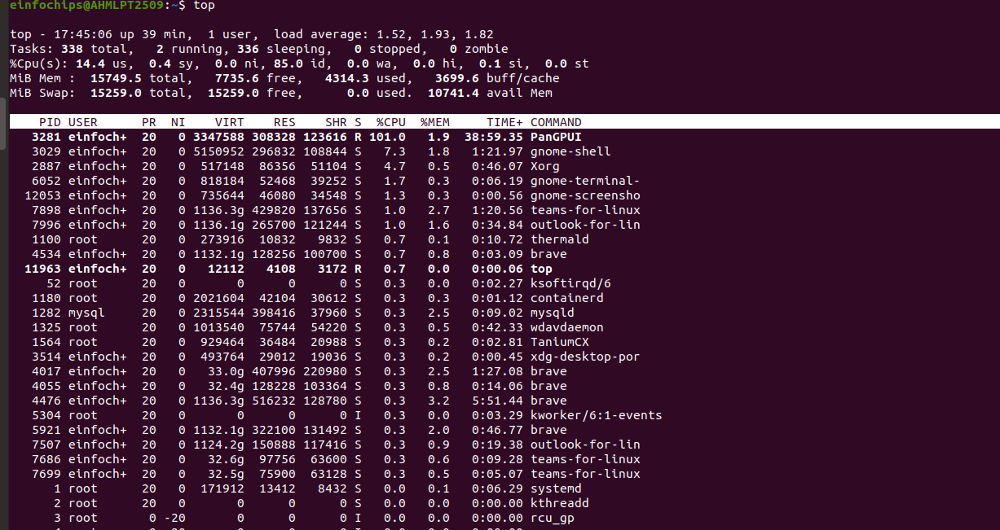 einfochips@AHMLPT2509:~$ top
top - 17:45:06 up 39 min,  1 user,  load average: 1.52, 1.93, 1.82
Tasks: 338 total,   2 running, 336 sleeping,   0 stopped,   0 zombie
%Cpu(s): 14.4 us,  0.4 sy,  0.0 ni, 85.0 id,  0.0 wa,  0.0 hi,  0.1 si,  0.0 st
MiB Mem :  15749.5 total,   7735.6 free,   4314.3 used,   3699.6 buff/cache
MiB Swap:  15259.0 total,  15259.0 free,      0.0 used.  10741.4 avail Mem
PID USER      PR  NI    VIRT    RES    SHR S  %CPU  %MEM     TIME+ COMMAND
3281 einfoch+  20   0 3347588 308328 123616 R 101.0   1.9  38:59.35 PanGPUI
3029 einfoch+  20   0 5150952 296832 108844 S   7.3   1.8   1:21.97 gnome-shell
2887 einfoch+  20   0  517148  86356  51104 S   4.7   0.5   0:46.07 Xorg
6052 einfoch+  20   0  818184  52468  39252 S   1.7   0.3   0:06.19 gnome-terminal-
12053 einfoch+  20   0  735644  46080  34548 S   1.3   0.3   0:00.56 gnome-screensho
7898 einfoch+  20   0 1136.3g 429820 137656 S   1.0   2.7   1:20.56 teams-for-linux
7996 einfoch+  20   0 1136.1g 265700 121244 S   1.0   1.6   0:34.84 outlook-for-lin
1100 root      20   0  273916  10832   9832 S   0.7   0.1   0:10.72 thermald
4534 einfoch+  20   0 1132.1g 128256 100700 S   0.7   0.8   0:03.09 brave
11963 einfoch+  20   0   12112   4108   3172 R   0.7   0.0   0:00.06 top
52 root      20   0       0      0      0 S   0.3   0.0   0:02.27 ksoftirqd/6
1180 root      20   0 2021604  42104  30612 S   0.3   0.3   0:01.12 containerd
1282 mysql     20   0 2315544 398416  37960 S   0.3   2.5   0:09.02 mysqld
1325 root      20   0 1013540  75744  54220 S   0.3   0.5   0:42.33 wdavdaemon
1564 root      20   0  929464  36484  20988 S   0.3   0.2   0:02.81 TaniumCX
3514 einfoch+  20   0  493764  29012  19036 S   0.3   0.2   0:00.45 xdg-desktop-por
4017 einfoch+  20   0   33.0g 407996 220980 S   0.3   2.5   1:27.08 brave
4055 einfoch+  20   0   32.4g 128228 103364 S   0.3   0.8   0:14.06 brave
4476 einfoch+  20   0 1136.3g 516232 128780 S   0.3   3.2   5:51.44 brave
5304 root      20   0       0      0      0 I   0.3   0.0   0:03.29 kworker/6:1-events
5921 einfoch+  20   0 1132.1g 322100 131492 S   0.3   2.0   0:46.77 brave
7507 einfoch+  20   0 1124.2g 150888 117416 S   0.3   0.9   0:19.38 outlook-for-lin
7686 einfoch+  20   0   32.6g  97756  63600 S   0.3   0.6   0:09.28 teams-for-linux
7699 einfoch+  20   0   32.5g  75900  63128 S   0.3   0.5   0:05.07 teams-for-linux
1 root      20   0  171912  13412   8432 S   0.0   0.1   0:06.29 systemd
2 root      20   0       0      0      0 S   0.0   0.0   0:00.00 kthreadd
3 root       0 -20       0      0      0 I   0.0   0.0   0:00.00 rcu_gp